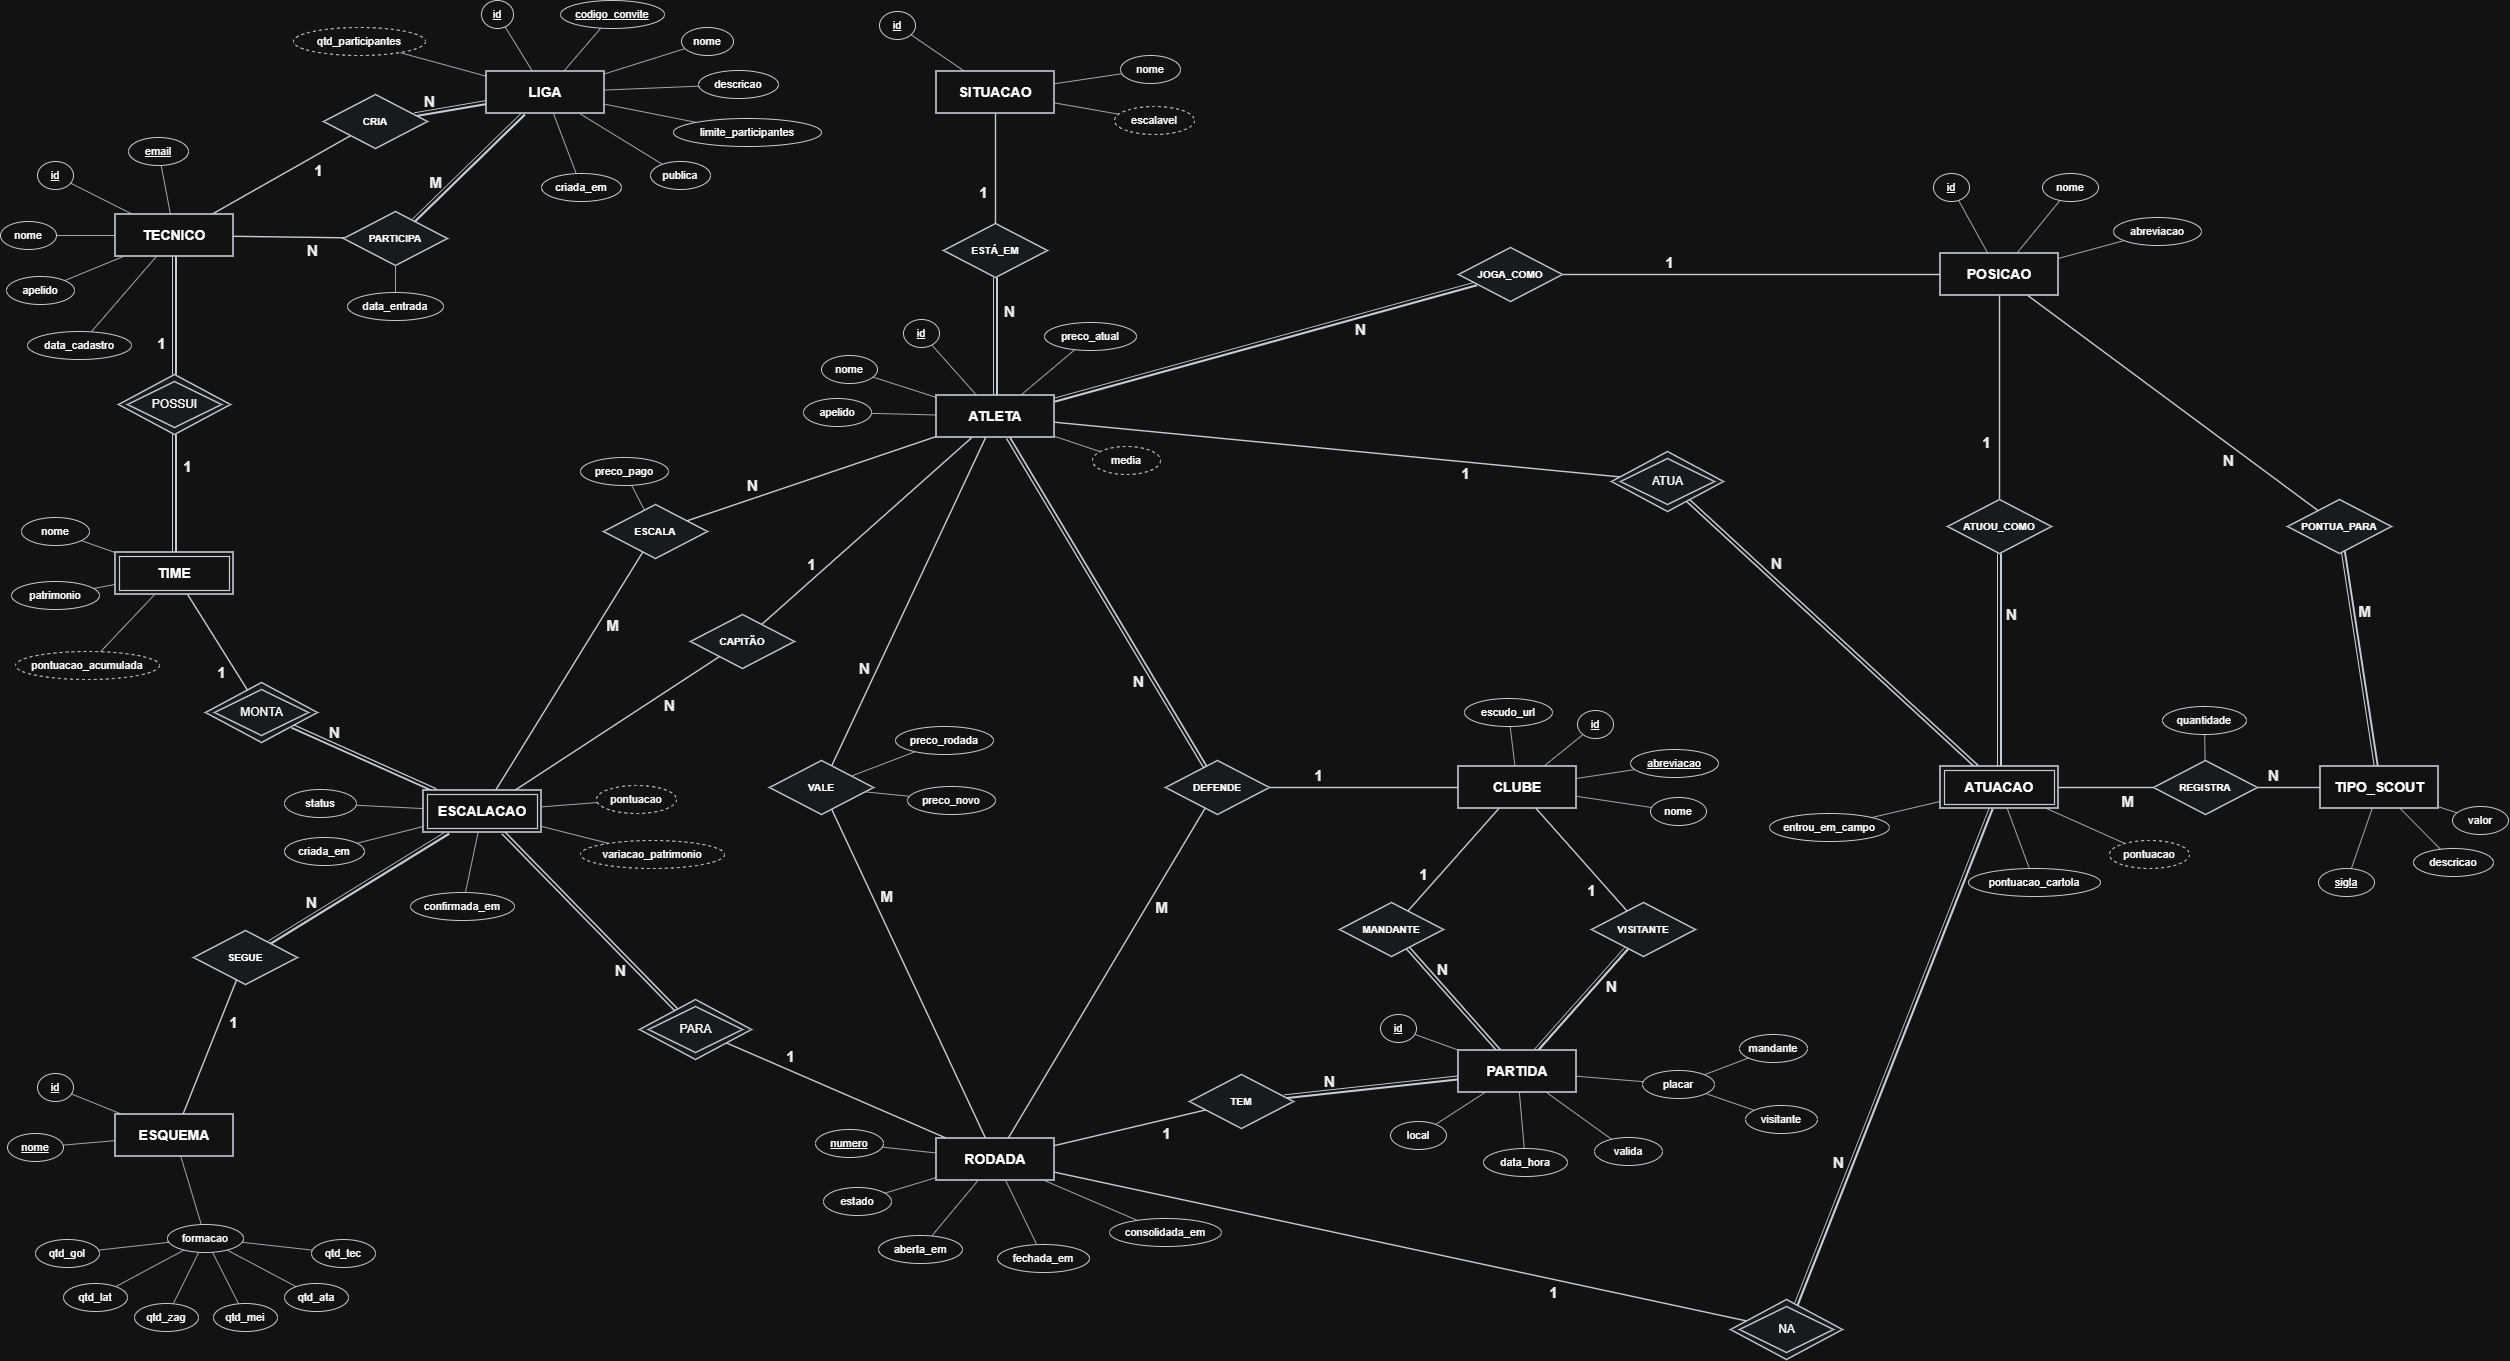 id
codigo_convite
qtd_participantes
nome
descricao
LIGA
limite_participantes
criada_em
publica
N
CRIA
1
M
id
nome
SITUACAO
escalavel
1
ESTÁ_EM
N
email
id
nome
TECNICO
apelido
data_cadastro
N
PARTICIPA
data_entrada
1
POSSUI
1
id
nome
abreviacao
POSICAO
1
JOGA_COMO
N
id
preco_atual
nome
apelido
ATLETA
media
preco_pago
N
ESCALA
M
1
CAPITÃO
N
1
ATUA
N
1
ATUOU_COMO
N
N
PONTUA_PARA
M
nome
TIME
patrimonio
pontuacao_acumulada
1
MONTA
N
N
VALE
preco_rodada
preco_novo
M
N
DEFENDE
1
M
escudo_url
id
abreviacao
CLUBE
nome
status
ESCALACAO
pontuacao
criada_em
variacao_patrimonio
confirmada_em
N
SEGUE
1
N
PARA
1
1
MANDANTE
N
1
VISITANTE
N
quantidade
ATUACAO
M
REGISTRA
N
TIPO_SCOUT
entrou_em_campo
pontuacao
pontuacao_cartola
valor
descricao
sigla
id
PARTIDA
placar
mandante
visitante
local
data_hora
valida
N
TEM
1
id
nome
ESQUEMA
formacao
qtd_gol
qtd_tec
qtd_lat
qtd_ata
qtd_zag
qtd_mei
numero
RODADA
estado
aberta_em
fechada_em
consolidada_em
N
1
NA